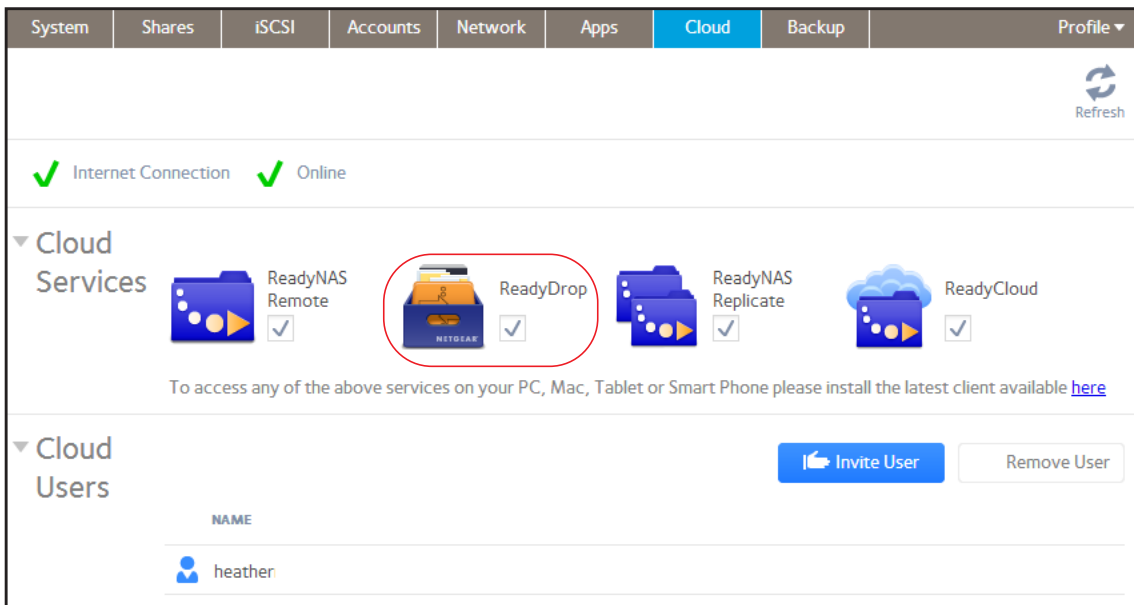 System Shares iSCSI Accounts Network Apps Cloud Backup Profile
Refresh
Internet Connection Online
Cloud
Services
ReadyNAS
Remote
NETGEAR
ReadyDrop
ReadyNAS
Replicate
ReadyCloud
To access any of the above services on your PC, Mac, Tablet or Smart Phone please install the latest client available here
Cloud
Users
Invite User Remove User
NAME
heather